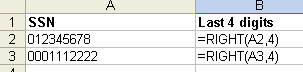 A B
1 SSN Last 4 digits
2 012345678 =RIGHT(A2,4)
3 0001112222 =RIGHT(A3,4)